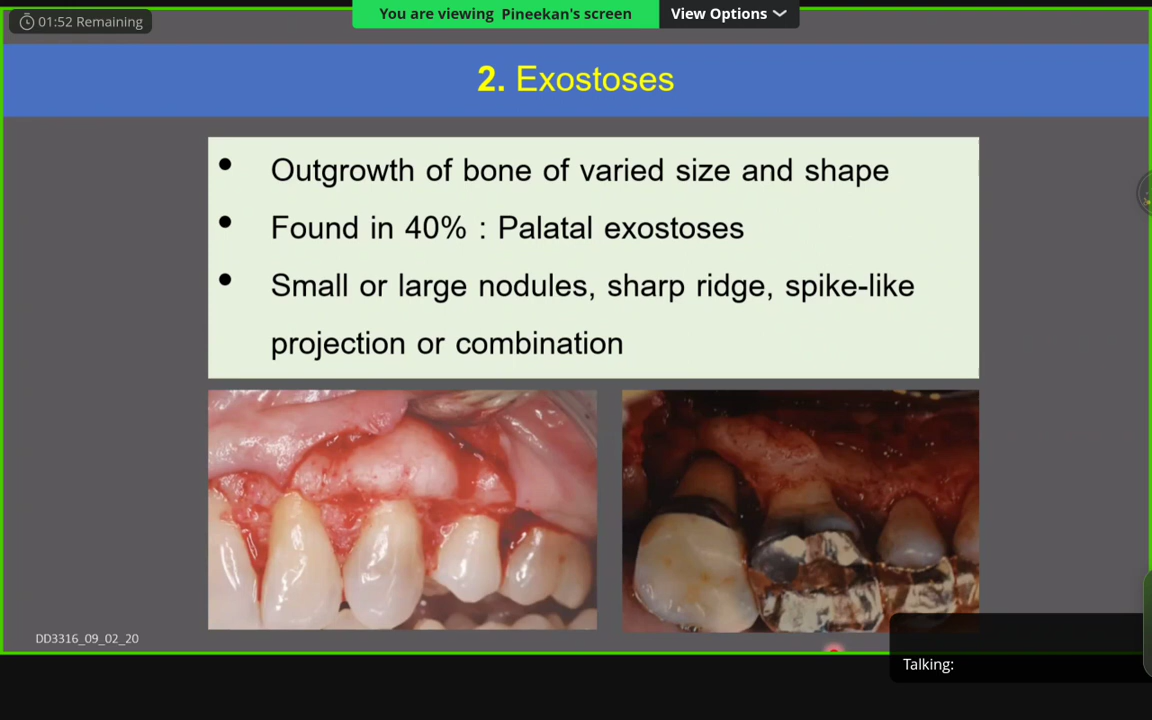 01:52 Remaining
You are viewing Pineekan's screen
View Options
2. Exostoses
• Outgrowth of bone of varied size and shape
• Found in 40% : Palatal exostoses
• Small or large nodules, sharp ridge, spike-like
projection or combination
DD3316_09_02_20
Talking: